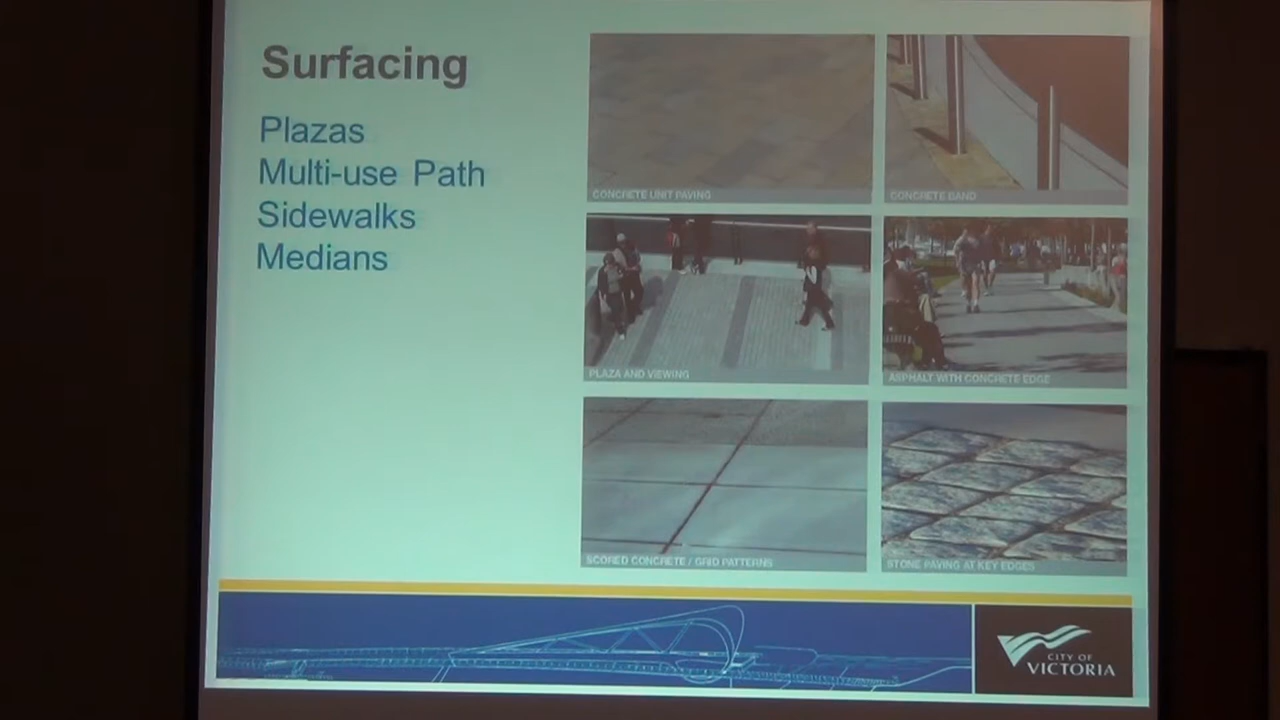 Surfacing
Plazas
Multi-use Path
Sidewalks
Medians
CONCRETE UNIT PAVING
CONCRETE BAND
PLAZA AND VIEWING
ASPHALT WITH CONCRETE EDGE
SCORED CONCRETE / GRID PATTERNS
STONE PAVING AT KEY EDGES
CITY OF
VICTORIA